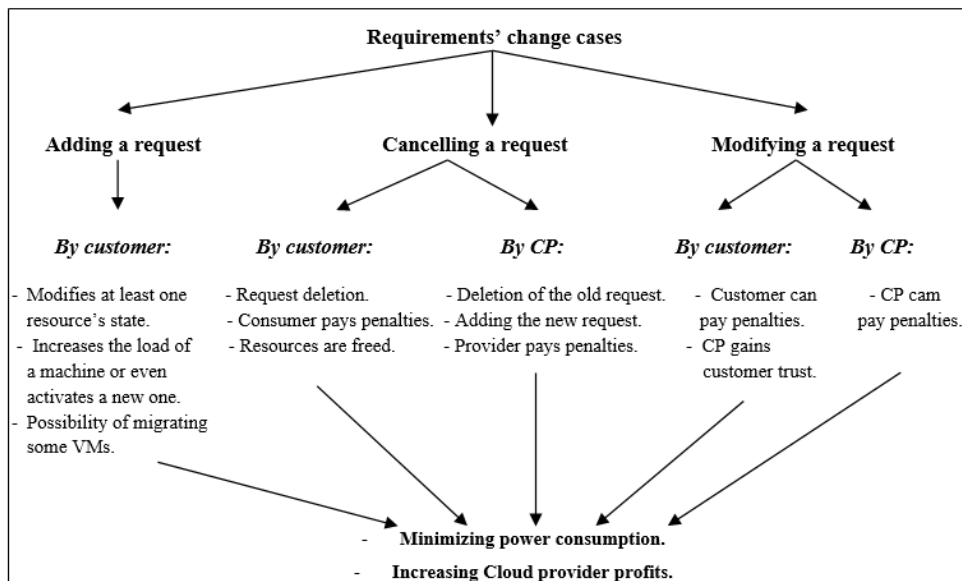 Requirements’ change cases
Adding a request
Cancelling a request
Modifying a request
By customer:
By customer:
By CP:
By customer:
By CP:
- Modifies at least one
resource’s state.
- Increases the load of
a machine or even
activates a new one.
- Possibility of migrating
some VMs.
- Request deletion.
- Consumer pays penalties.
- Resources are freed.
- Deletion of the old request.
- Adding the new request.
- Provider pays penalties.
- Customer can
pay penalties.
- CP gains
customer trust.
- CP cam
pay penalties.
- Minimizing power consumption.
- Increasing Cloud provider profits.